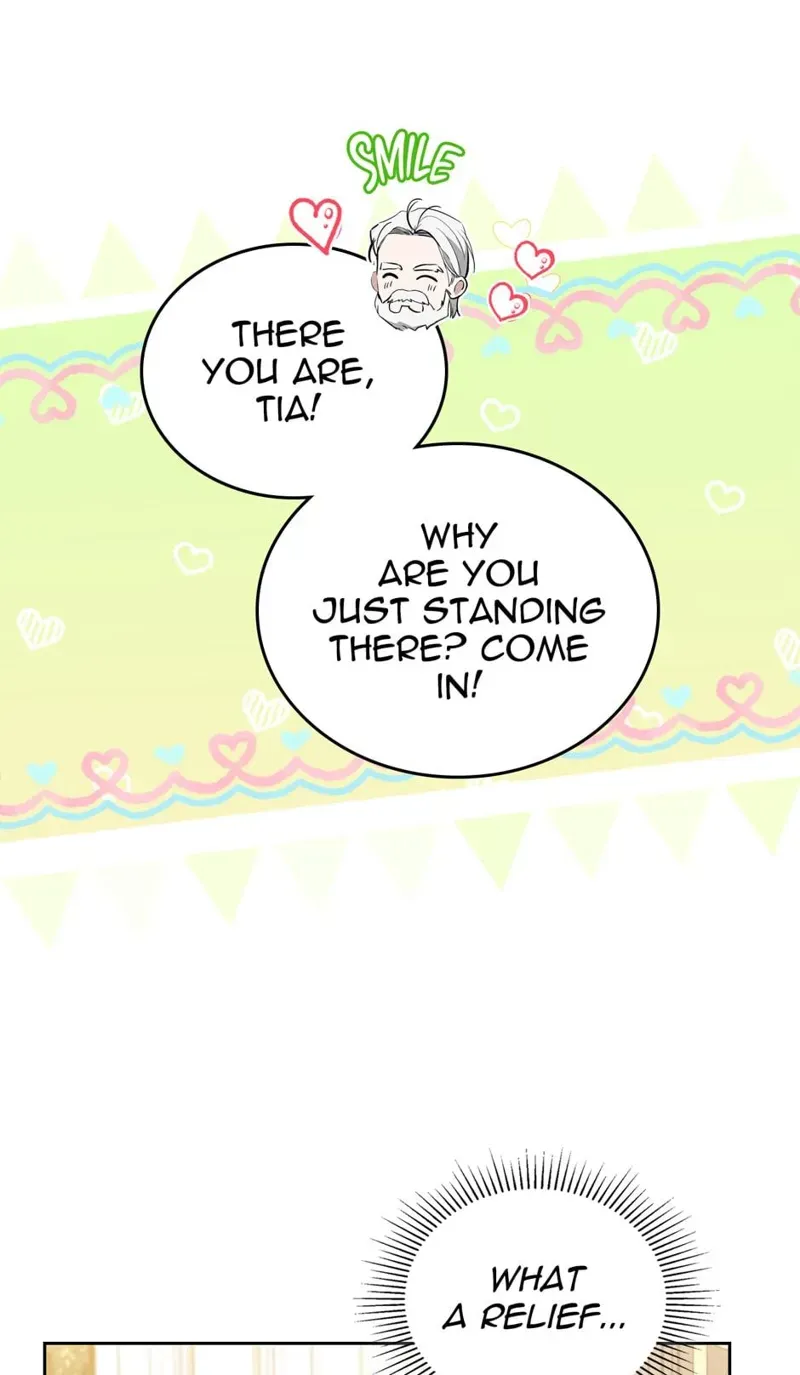 SMILE
THERE
YOU ARE,
TIA!
WHY
ARE YOU
JUST STANDING
THERE? COME
IN!
WHAT
A RELIEF...